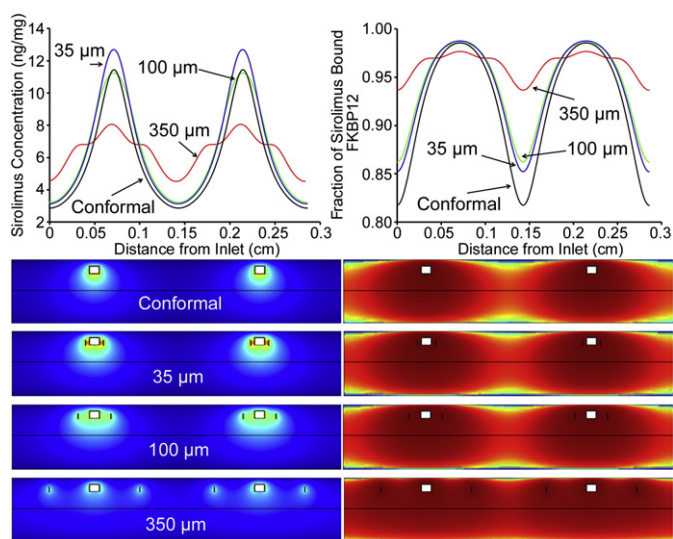 Sirolimus Concentration (ng/mg)
14
12
10
8
6
4
2
35 µm
100 µm
350 µm
Conformal
0
0.05
0.1
0.15
0.2
0.25
0.3
Distance from Inlet (cm)
Fraction of Sirolimus Bound
FKBP12
1.00
0.95
0.90
0.85
0.80
350 µm
35 µm
100 µm
Conformal
0
0.05
0.1
0.15
0.2
0.25
0.3
Distance from Inlet (cm)
Conformal
35 µm
100 µm
350 µm